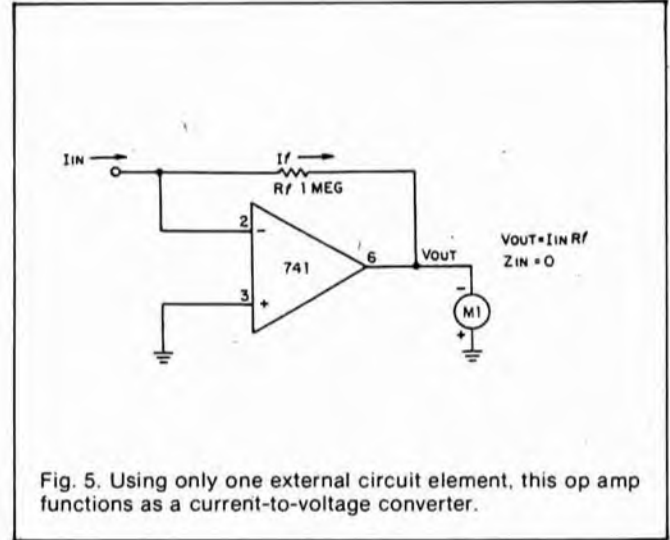 IIN
If
Rf 1 MEG
2
-
741
3
+
6
VOUT
VOUT=IIN Rf
ZIN =0
-
M1
+
Fig. 5. Using only one external circuit element, this op amp
functions as a current-to-voltage converter.